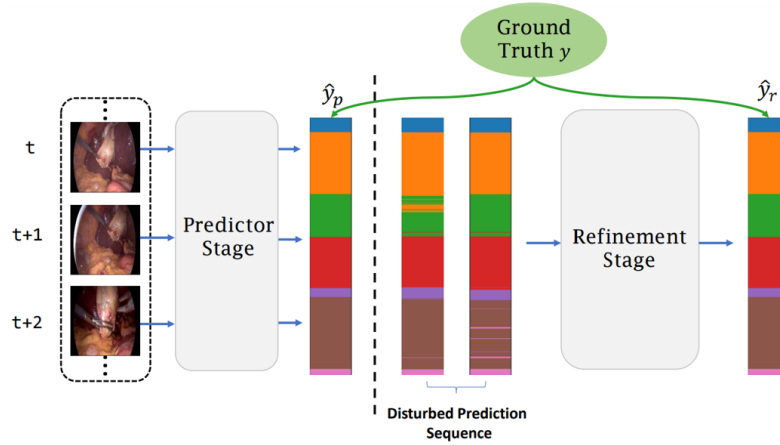 Ground
Truth y
ŷp
ŷr
t
t+1
t+2
Predictor
Stage
Refinement
Stage
Disturbed Prediction
Sequence